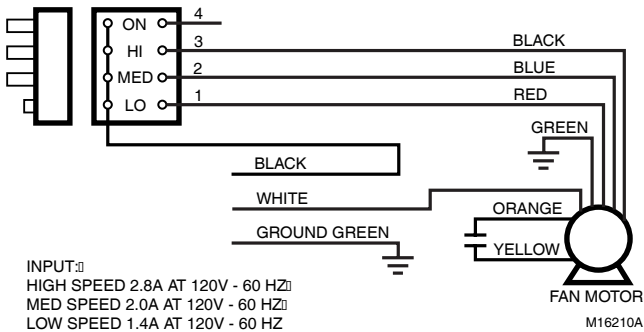 ON 4
HI 3 BLACK
MED 2 BLUE
LO 1 RED
GREEN
BLACK
WHITE
ORANGE
GROUND GREEN
YELLOW
INPUT:▯
HIGH SPEED 2.8A AT 120V - 60 HZ▯
MED SPEED 2.0A AT 120V - 60 HZ▯
LOW SPEED 1.4A AT 120V - 60 HZ
FAN MOTOR
M16210A